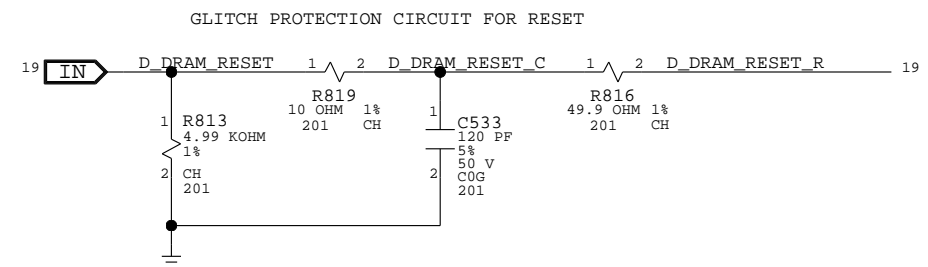 GLITCH PROTECTION CIRCUIT FOR RESET
19 IN D_DRAM_RESET 1 2 D_DRAM_RESET_C 1 2 D_DRAM_RESET_R 19
R819
10 OHM 1%
201 CH
R816
49.9 OHM 1%
201 CH
1 R813
4.99 KOHM
1%
2 CH
201
1 C533
120 PF
5%
50 V
2 C0G
201